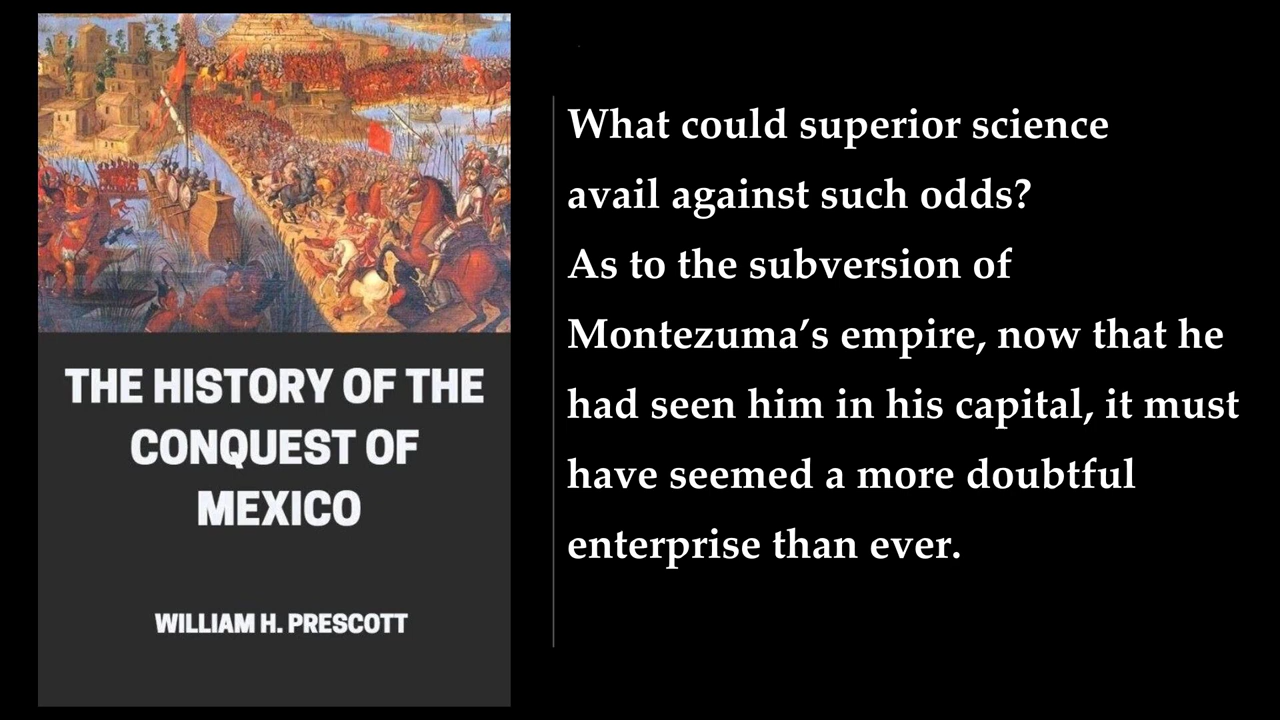 THE HISTORY OF THE
CONQUEST OF
MEXICO
WILLIAM H. PRESCOTT
What could superior science
avail against such odds?
As to the subversion of
Montezuma’s empire, now that he
had seen him in his capital, it must
have seemed a more doubtful
enterprise than ever.